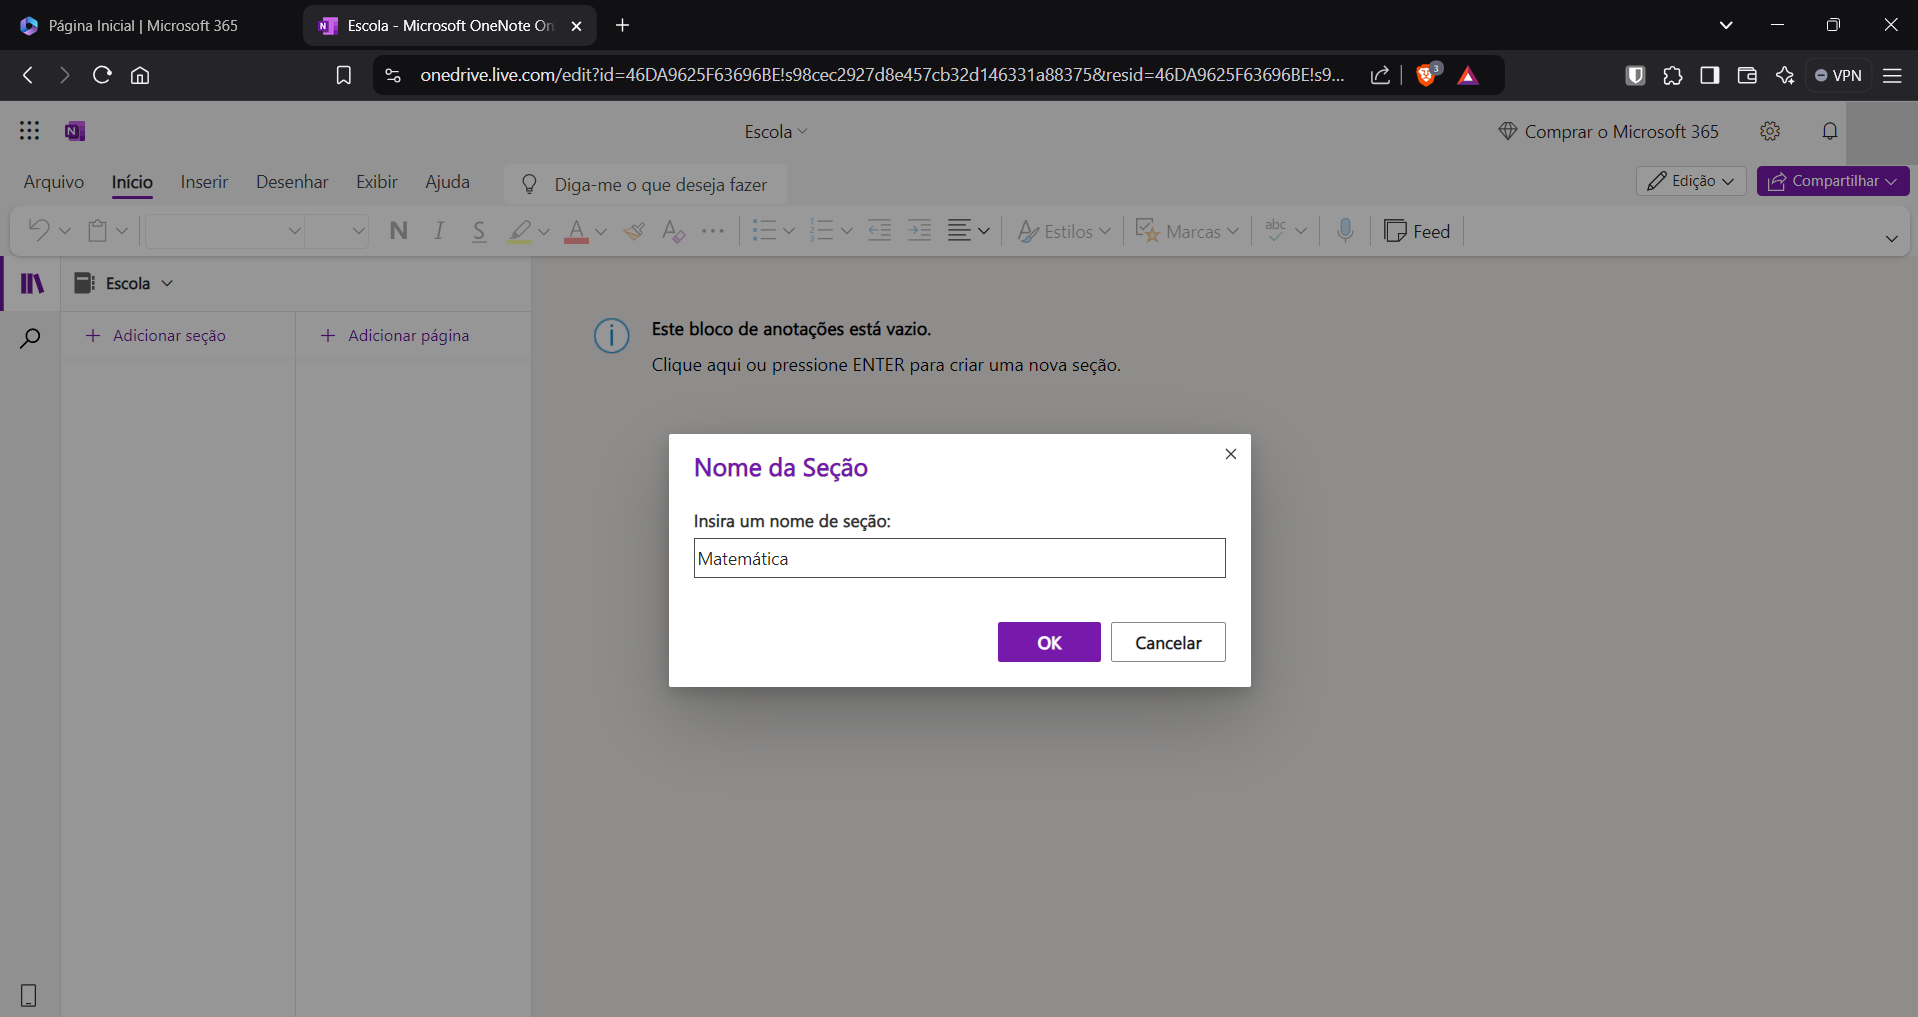 Página Inicial | Microsoft 365
Escola - Microsoft OneNote On
onedrive.live.com/edit?id=46DA9625F63696BE!s98cec2927d8e457cb32d146331a88375&resid=46DA9625F63696BE!s9...
3
VPN
N
Escola
Comprar o Microsoft 365
Arquivo
Início
Inserir
Desenhar
Exibir
Ajuda
Diga-me o que deseja fazer
Edição
Compartilhar
N
I
S
A
A
Estilos
Marcas
abc
Feed
Escola
Adicionar seção
Adicionar página
Este bloco de anotações está vazio.
Clique aqui ou pressione ENTER para criar uma nova seção.
Nome da Seção
Insira um nome de seção:
Matemática
OK
Cancelar